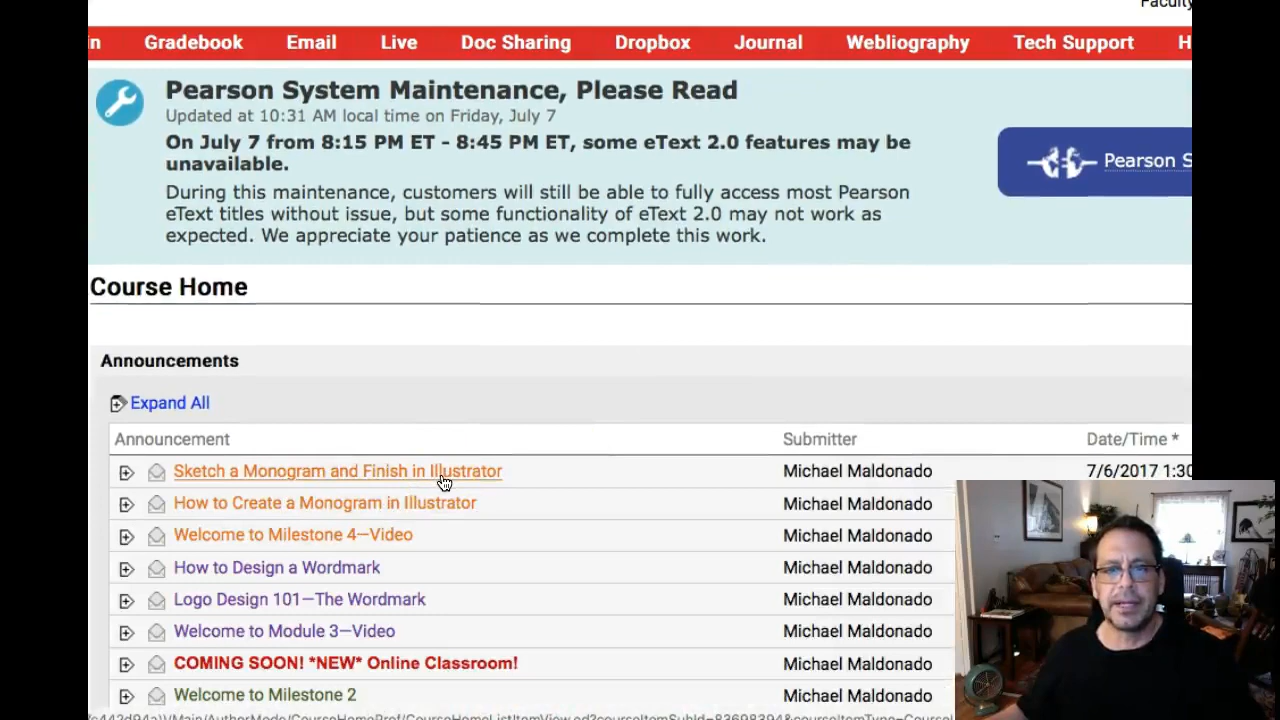 Faculty
in Gradebook Email Live Doc Sharing Dropbox Journal Webliography Tech Support H
Pearson System Maintenance, Please Read
Updated at 10:31 AM local time on Friday, July 7
On July 7 from 8:15 PM ET - 8:45 PM ET, some eText 2.0 features may be
unavailable.
Pearson S
During this maintenance, customers will still be able to fully access most Pearson
eText titles without issue, but some functionality of eText 2.0 may not work as
expected. We appreciate your patience as we complete this work.
Course Home
Announcements
Expand All
Announcement Submitter Date/Time *
Sketch a Monogram and Finish in Illustrator Michael Maldonado 7/6/2017 1:30
How to Create a Monogram in Illustrator Michael Maldonado
Welcome to Milestone 4—Video Michael Maldonado
How to Design a Wordmark Michael Maldonado
Logo Design 101—The Wordmark Michael Maldonado
Welcome to Module 3—Video Michael Maldonado
COMING SOON! *NEW* Online Classroom! Michael Maldonado
Welcome to Milestone 2 Michael Maldonado